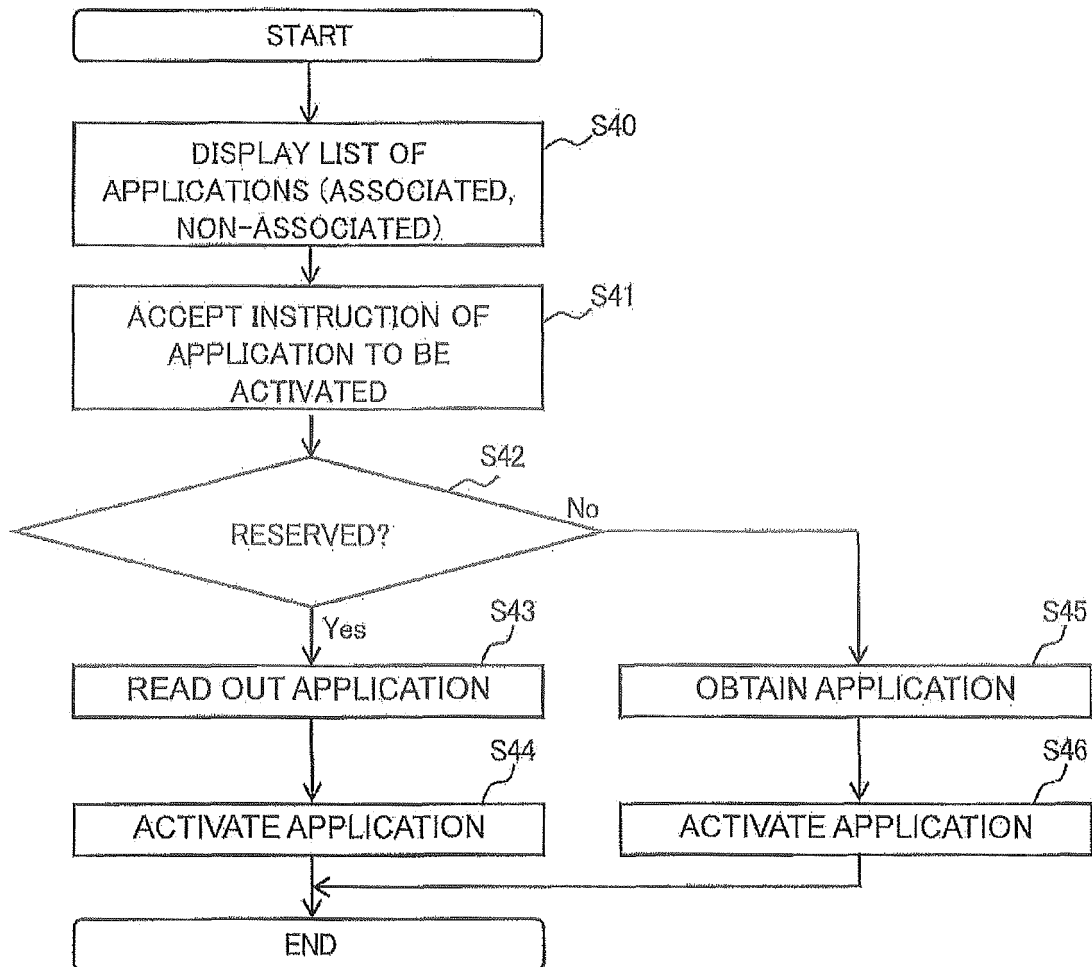 START
S40
DISPLAY LIST OF
APPLICATIONS (ASSOCIATED,
NON-ASSOCIATED)
S41
ACCEPT INSTRUCTION OF
APPLICATION TO BE
ACTIVATED
S42
RESERVED?
No
Yes
S43
READ OUT APPLICATION
S44
ACTIVATE APPLICATION
S45
OBTAIN APPLICATION
S46
ACTIVATE APPLICATION
END